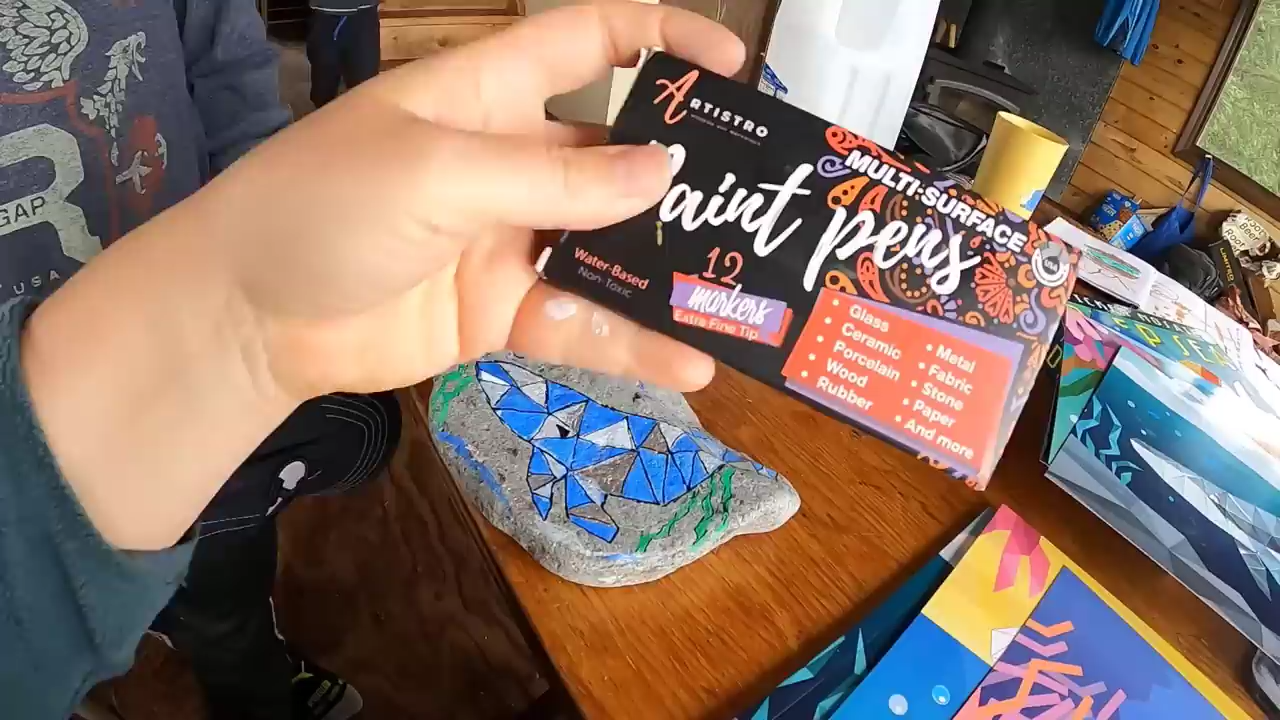 ARTISTRO
Paint pens
MULTI-SURFACE
Water-Based
Non-Toxic
12
markers
Extra Fine Tip
• Glass
• Ceramic
• Porcelain
• Wood
• Rubber
• Metal
• Fabric
• Stone
• Paper
• And more
GAP
USA